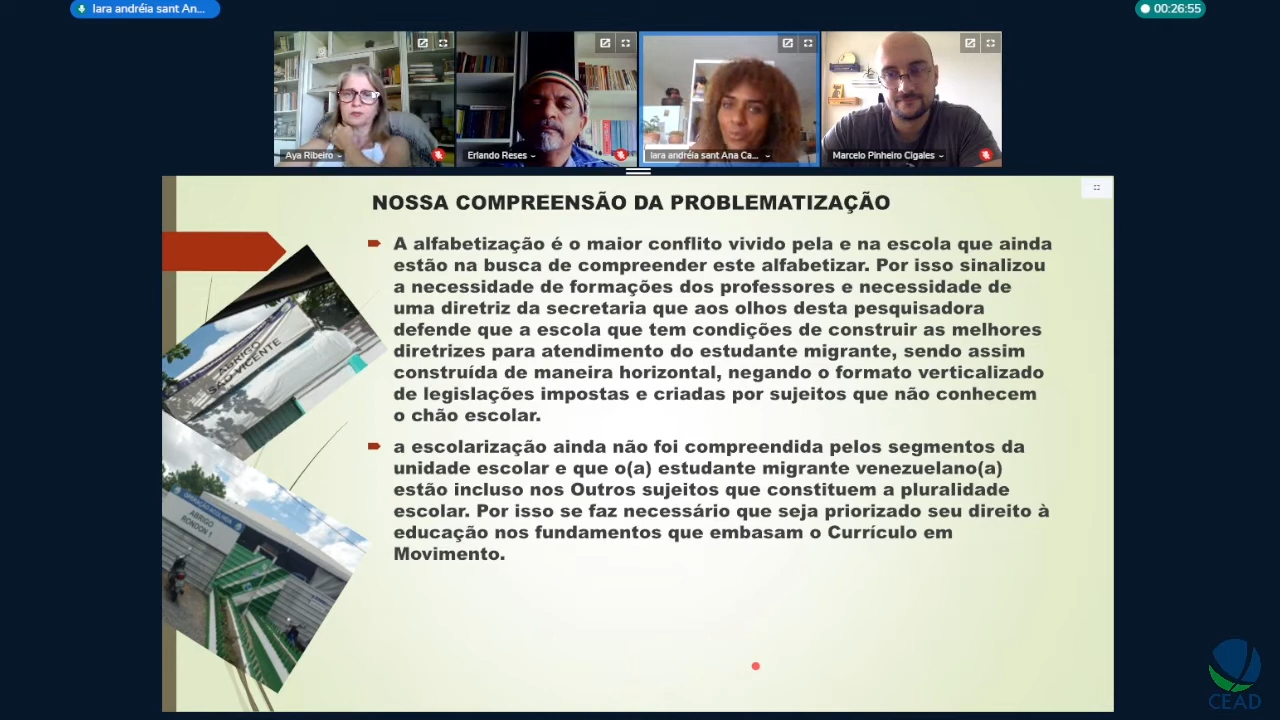 Iara andréia sant An...
00:26:55
Aya Ribeiro
Erlando Reses
Iara andréia sant Ana Ca...
Marcelo Pinheiro Cigales
NOSSA COMPREENSÃO DA PROBLEMATIZAÇÃO
A alfabetização é o maior conflito vivido pela e na escola que ainda
estão na busca de compreender este alfabetizar. Por isso sinalizou
a necessidade de formações dos professores e necessidade de
uma diretriz da secretaria que aos olhos desta pesquisadora
defende que a escola que tem condições de construir as melhores
diretrizes para atendimento do estudante migrante, sendo assim
construída de maneira horizontal, negando o formato verticalizado
de legislações impostas e criadas por sujeitos que não conhecem
o chão escolar.
a escolarização ainda não foi compreendida pelos segmentos da
unidade escolar e que o(a) estudante migrante venezuelano(a)
estão incluso nos Outros sujeitos que constituem a pluralidade
escolar. Por isso se faz necessário que seja priorizado seu direito à
educação nos fundamentos que embasam o Currículo em
Movimento.
ABRIGO
SÃO VICENTE
ABRIGO
RONDON 1
CEAD